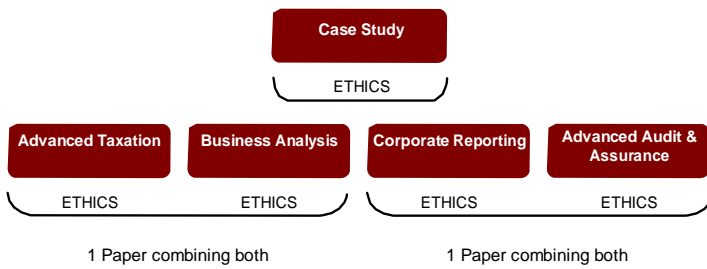 Case Study
ETHICS
Advanced Taxation
Business Analysis
Corporate Reporting
Advanced Audit &
Assurance
ETHICS
ETHICS
ETHICS
ETHICS
1 Paper combining both
1 Paper combining both